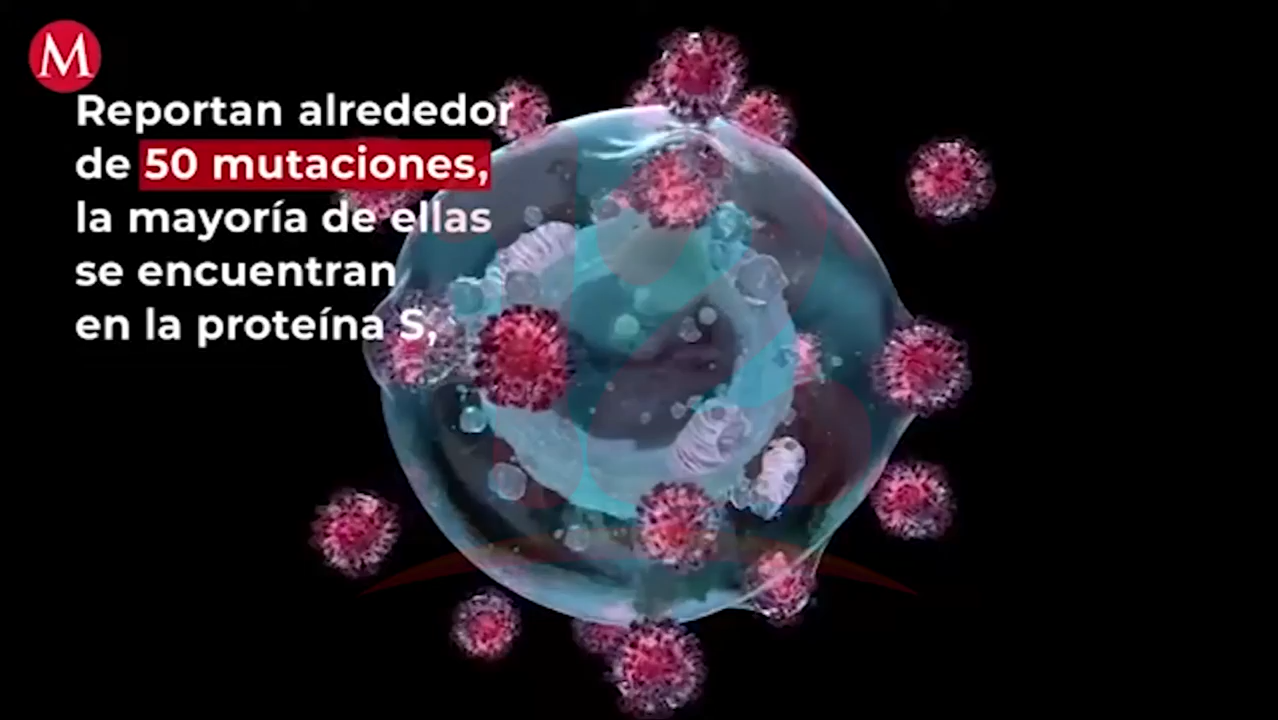 M
Reportan alrededor
de 50 mutaciones,
la mayoría de ellas
se encuentran
en la proteína S,